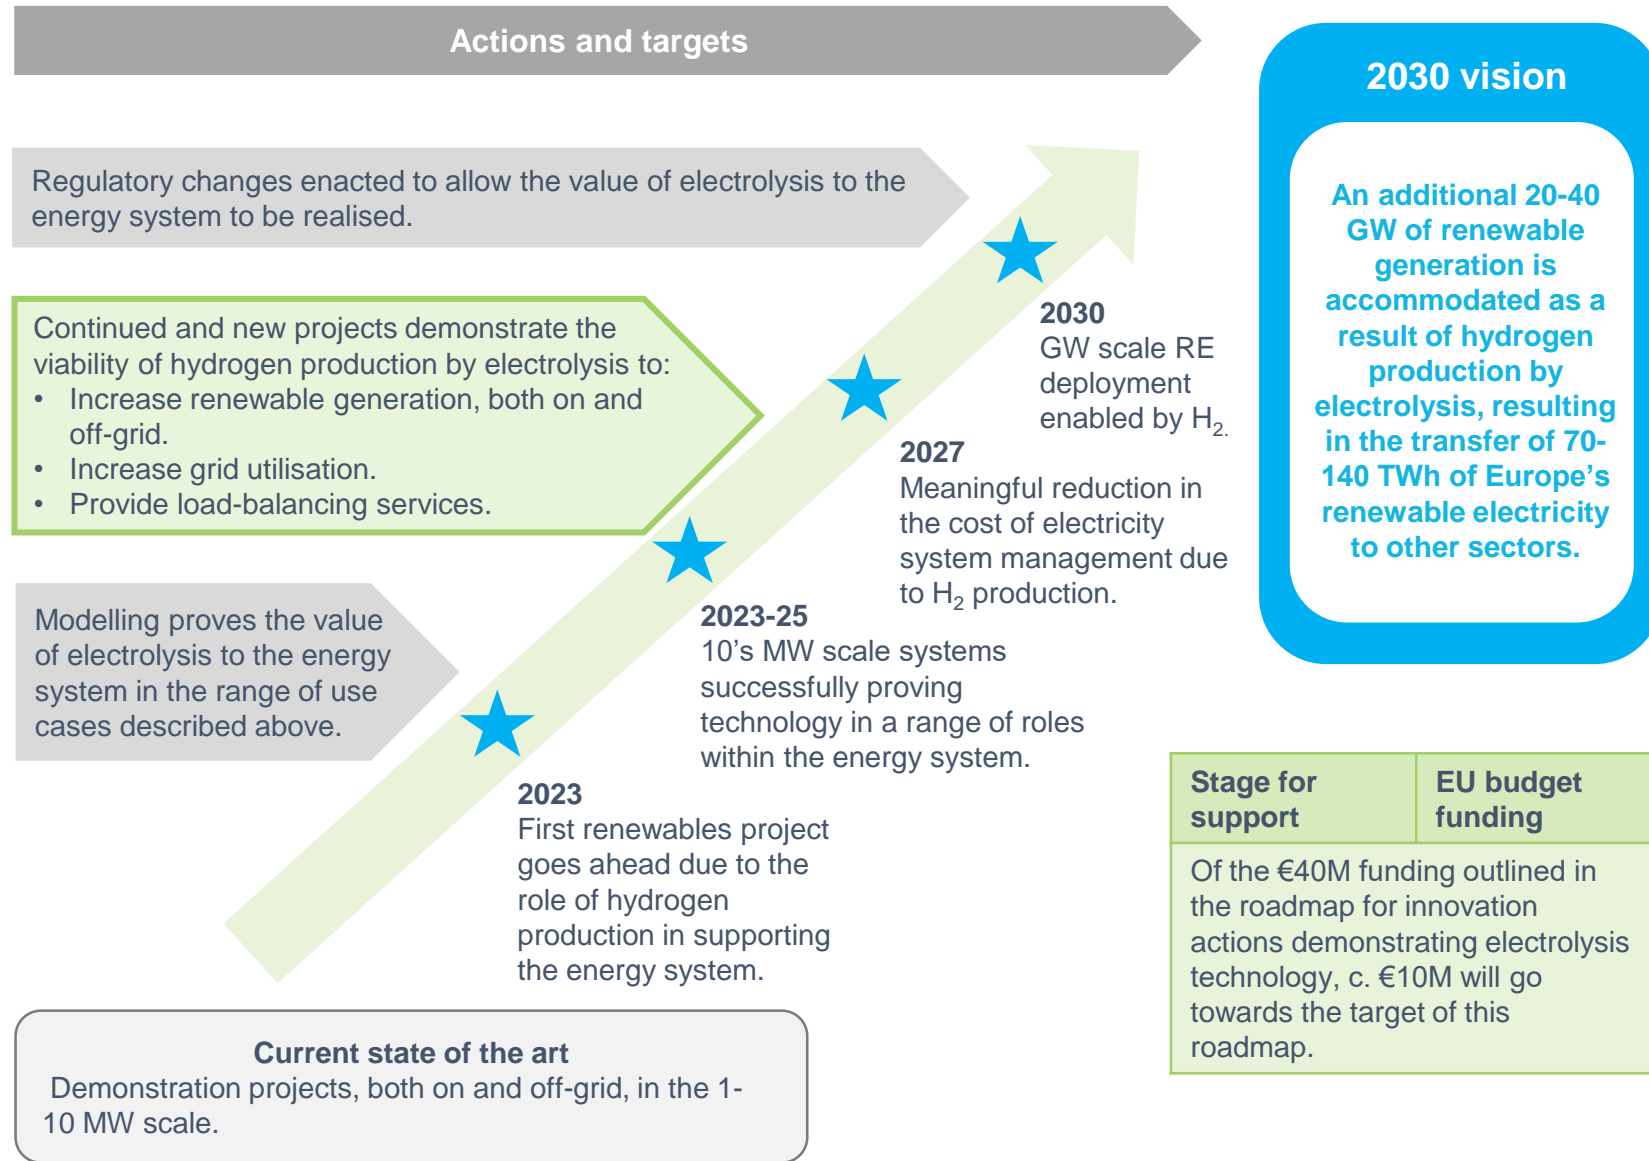 Actions and targets
Regulatory changes enacted to allow the value of electrolysis to the
energy system to be realised.
Continued and new projects demonstrate the
viability of hydrogen production by electrolysis to:
• Increase renewable generation, both on and
off-grid.
• Increase grid utilisation.
• Provide load-balancing services.
Modelling proves the value
of electrolysis to the energy
system in the range of use
cases described above.
2030
GW scale RE
deployment
enabled by H₂.
2027
Meaningful reduction in
the cost of electricity
system management due
to H₂ production.
2023-25
10’s MW scale systems
successfully proving
technology in a range of roles
within the energy system.
2023
First renewables project
goes ahead due to the
role of hydrogen
production in supporting
the energy system.
Current state of the art
Demonstration projects, both on and off-grid, in the 1-
10 MW scale.
2030 vision
An additional 20-40
GW of renewable
generation is
accommodated as a
result of hydrogen
production by
electrolysis, resulting
in the transfer of 70-
140 TWh of Europe’s
renewable electricity
to other sectors.
Stage for
support
EU budget
funding
Of the €40M funding outlined in
the roadmap for innovation
actions demonstrating electrolysis
technology, c. €10M will go
towards the target of this
roadmap.